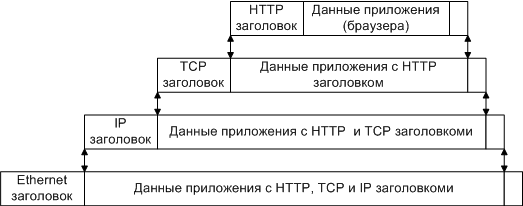 HTTP
заголовок
Данные приложения
(браузера)
TCP
заголовок
Данные приложения с HTTP
заголовком
IP
заголовок
Данные приложения с HTTP и TCP заголовкоми
Ethernet
заголовок
Данные приложения с HTTP, TCP и IP заголовкоми